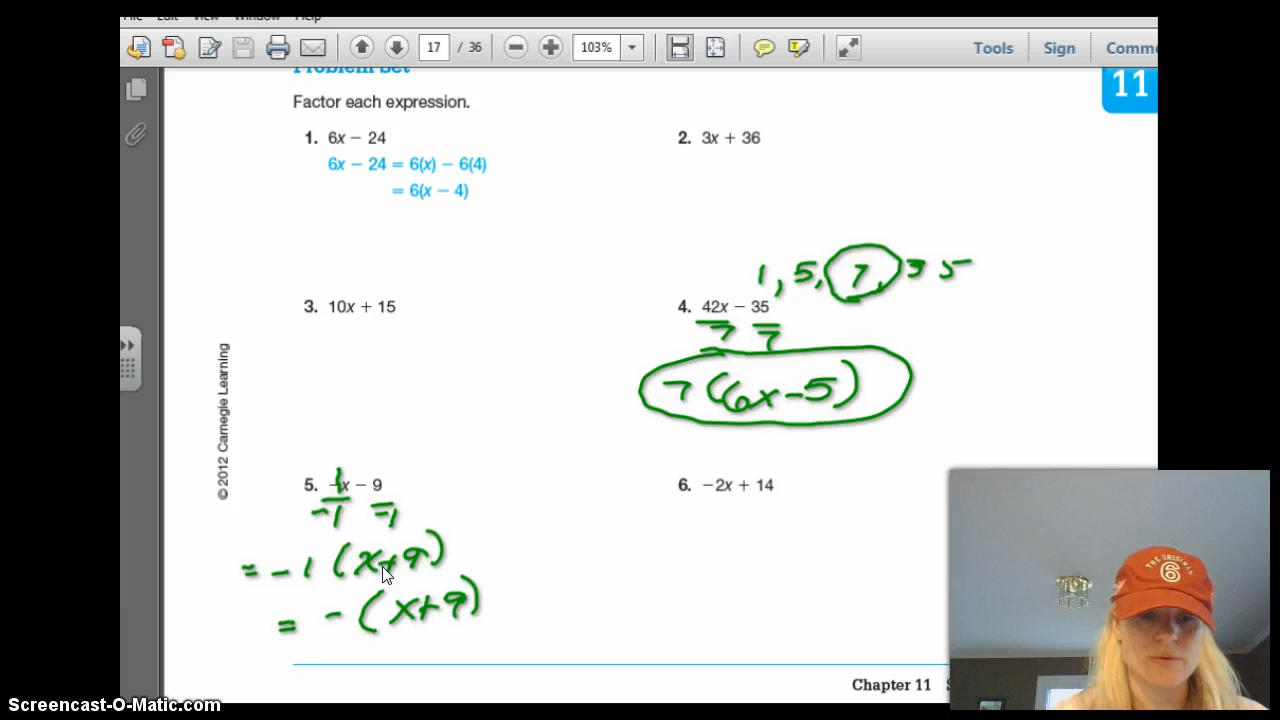 File Edit View Window Help
17 / 36 103% Tools Sign Comme
Problem Set
11
Factor each expression.
1. 6x − 24
6x − 24 = 6(x) − 6(4)
= 6(x − 4)
2. 3x + 36
3. 10x + 15
1, 5, 7, 35
4. 42x − 35
7 7
7(6x-5)
5. −x − 9
1
-1 -1
= -1 (x+9)
= -(x+9)
6. −2x + 14
© 2012 Carnegie Learning
Chapter 11
THE ORIGINAL
6
Screencast-O-Matic.com